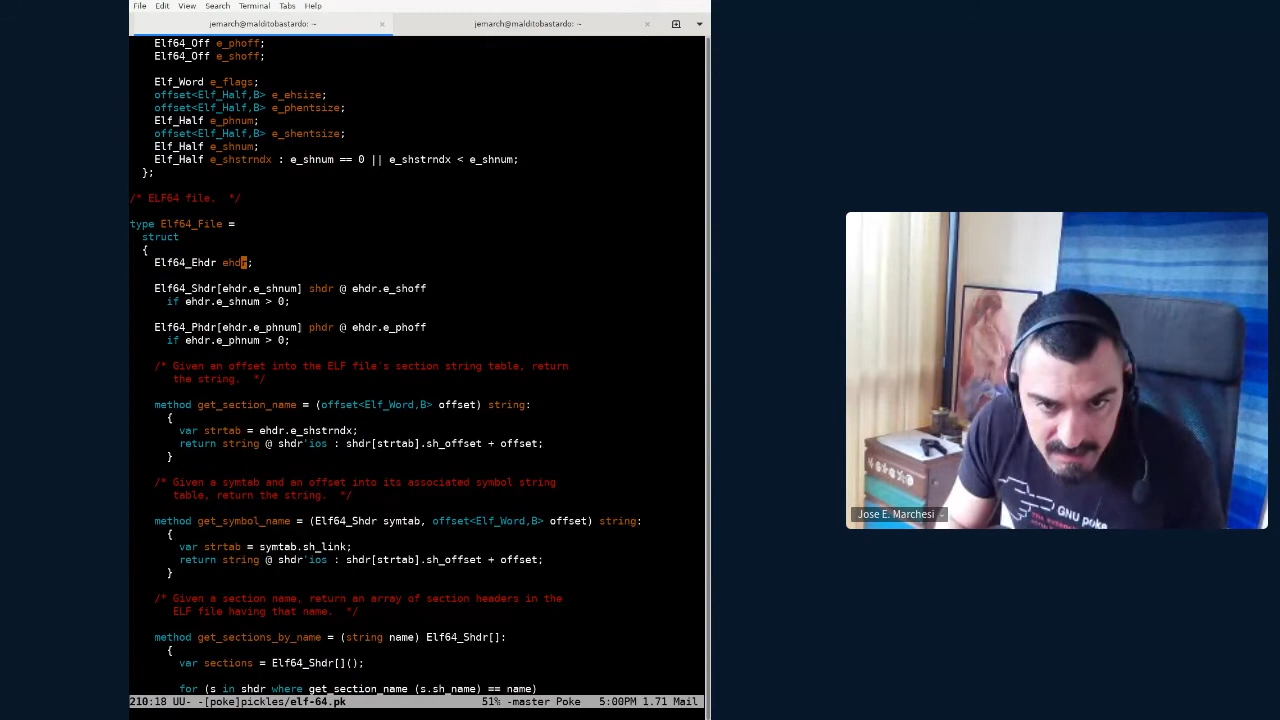 File Edit View Search Terminal Tabs Help
jemarch@malditobastardo: ~ × jemarch@malditobastardo: ~ ×
Elf64_Off e_phoff;
Elf64_Off e_shoff;
Elf_Word e_flags;
offset<Elf_Half,B> e_ehsize;
offset<Elf_Half,B> e_phentsize;
Elf_Half e_phnum;
offset<Elf_Half,B> e_shentsize;
Elf_Half e_shnum;
Elf_Half e_shstrndx : e_shnum == 0 || e_shstrndx < e_shnum;
};
/* ELF64 file. */
type Elf64_File =
struct
{
Elf64_Ehdr ehdr;
Elf64_Shdr[ehdr.e_shnum] shdr @ ehdr.e_shoff
if ehdr.e_shnum > 0;
Elf64_Phdr[ehdr.e_phnum] phdr @ ehdr.e_phoff
if ehdr.e_phnum > 0;
/* Given an offset into the ELF file's section string table, return
the string. */
method get_section_name = (offset<Elf_Word,B> offset) string:
{
var strtab = ehdr.e_shstrndx;
return string @ shdr'ios : shdr[strtab].sh_offset + offset;
}
/* Given a symtab and an offset into its associated symbol string
table, return the string. */
method get_symbol_name = (Elf64_Shdr symtab, offset<Elf_Word,B> offset) string:
{
var strtab = symtab.sh_link;
return string @ shdr'ios : shdr[strtab].sh_offset + offset;
}
/* Given a section name, return an array of section headers in the
ELF file having that name. */
method get_sections_by_name = (string name) Elf64_Shdr[]:
{
var sections = Elf64_Shdr[]();
for (s in shdr where get_section_name (s.sh_name) == name)
210:18 UU- -[poke]pickles/elf-64.pk 51% -master Poke 5:00PM 1.71 Mail
Jose E. Marchesi
GNU poke